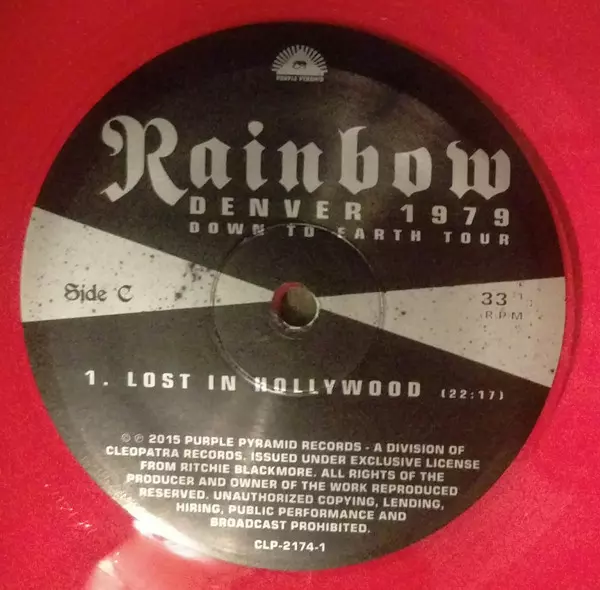 PURPLE PYRAMID
Rainbow
DENVER 1979
DOWN TO EARTH TOUR
Side C
33
RPM
1. LOST IN HOLLYWOOD (22:17)
© ℗ 2015 PURPLE PYRAMID RECORDS - A DIVISION OF
CLEOPATRA RECORDS. ISSUED UNDER EXCLUSIVE LICENSE
FROM RITCHIE BLACKMORE. ALL RIGHTS OF THE
PRODUCER AND OWNER OF THE WORK REPRODUCED
RESERVED. UNAUTHORIZED COPYING, LENDING,
HIRING, PUBLIC PERFORMANCE AND
BROADCAST PROHIBITED.
CLP-2174-1